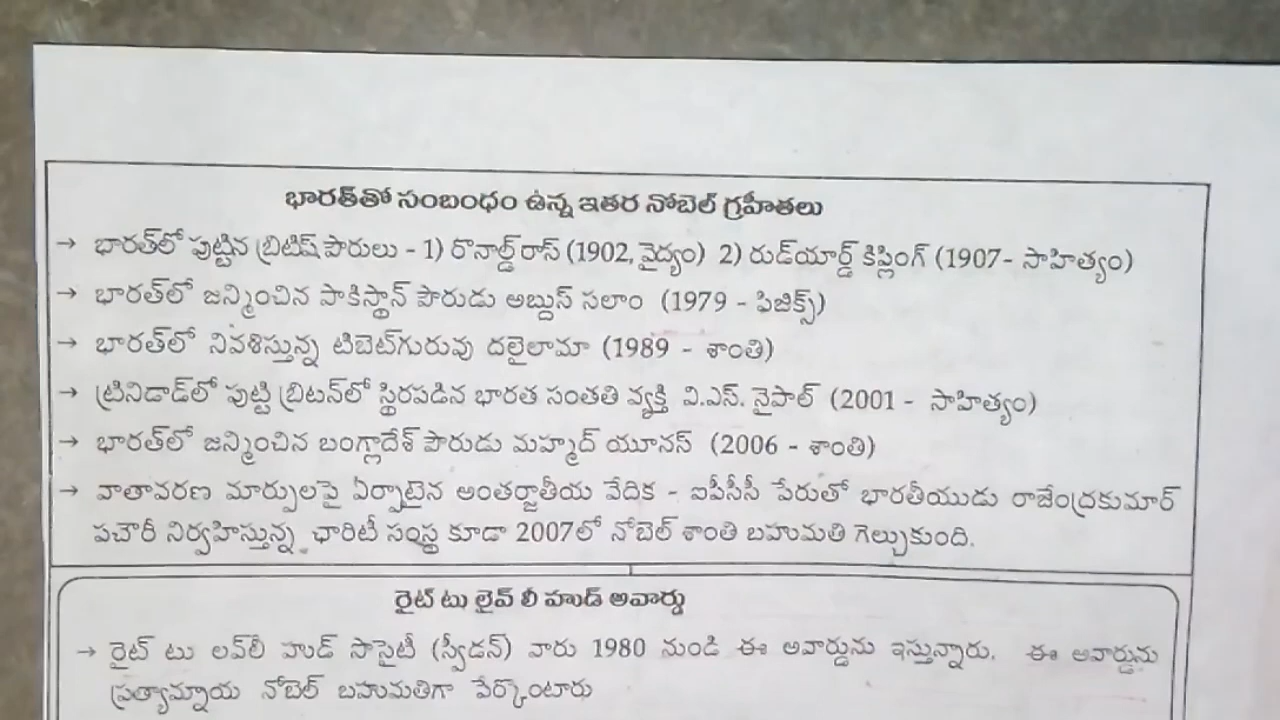 భారత్‌తో సంబంధం ఉన్న ఇతర నోబెల్ గ్రహీతలు
→ భారత్‌లో పుట్టిన బ్రిటిష్ పౌరులు - 1) రొనాల్డ్ రాస్ (1902, వైద్యం) 2) రుడ్‌యార్డ్ కిప్లింగ్ (1907- సాహిత్యం)
→ భారత్‌లో జన్మించిన పాకిస్థాన్ పౌరుడు అబ్దుస్ సలాం (1979 - ఫిజిక్స్)
→ భారత్‌లో నివశిస్తున్న టిబెట్‌గురువు దలైలామా (1989 - శాంతి)
→ ట్రినిడాడ్‌లో పుట్టి బ్రిటన్‌లో స్థిరపడిన భారత సంతతి వ్యక్తి వి.ఎస్. నైపాల్ (2001 - సాహిత్యం)
→ భారత్‌లో జన్మించిన బంగ్లాదేశ్ పౌరుడు మహ్మద్ యూనస్ (2006 - శాంతి)
→ వాతావరణ మార్పులపై ఏర్పాటైన అంతర్జాతీయ వేదిక - ఐపీసీసీ పేరుతో భారతీయుడు రాజేంద్రకుమార్
పచౌరీ నిర్వహిస్తున్న ఛారిటీ సంస్థ కూడా 2007లో నోబెల్ శాంతి బహుమతి గెల్చుకుంది.
రైట్ టు లైవ్ లీ హుడ్ అవార్డు
→ రైట్ టు లవ్‌లీ హుడ్ సొసైటీ (స్వీడన్) వారు 1980 నుండి ఈ అవార్డును ఇస్తున్నారు. ఈ అవార్డును
ప్రత్యామ్నాయ నోబెల్ బహుమతిగా పేర్కొంటారు